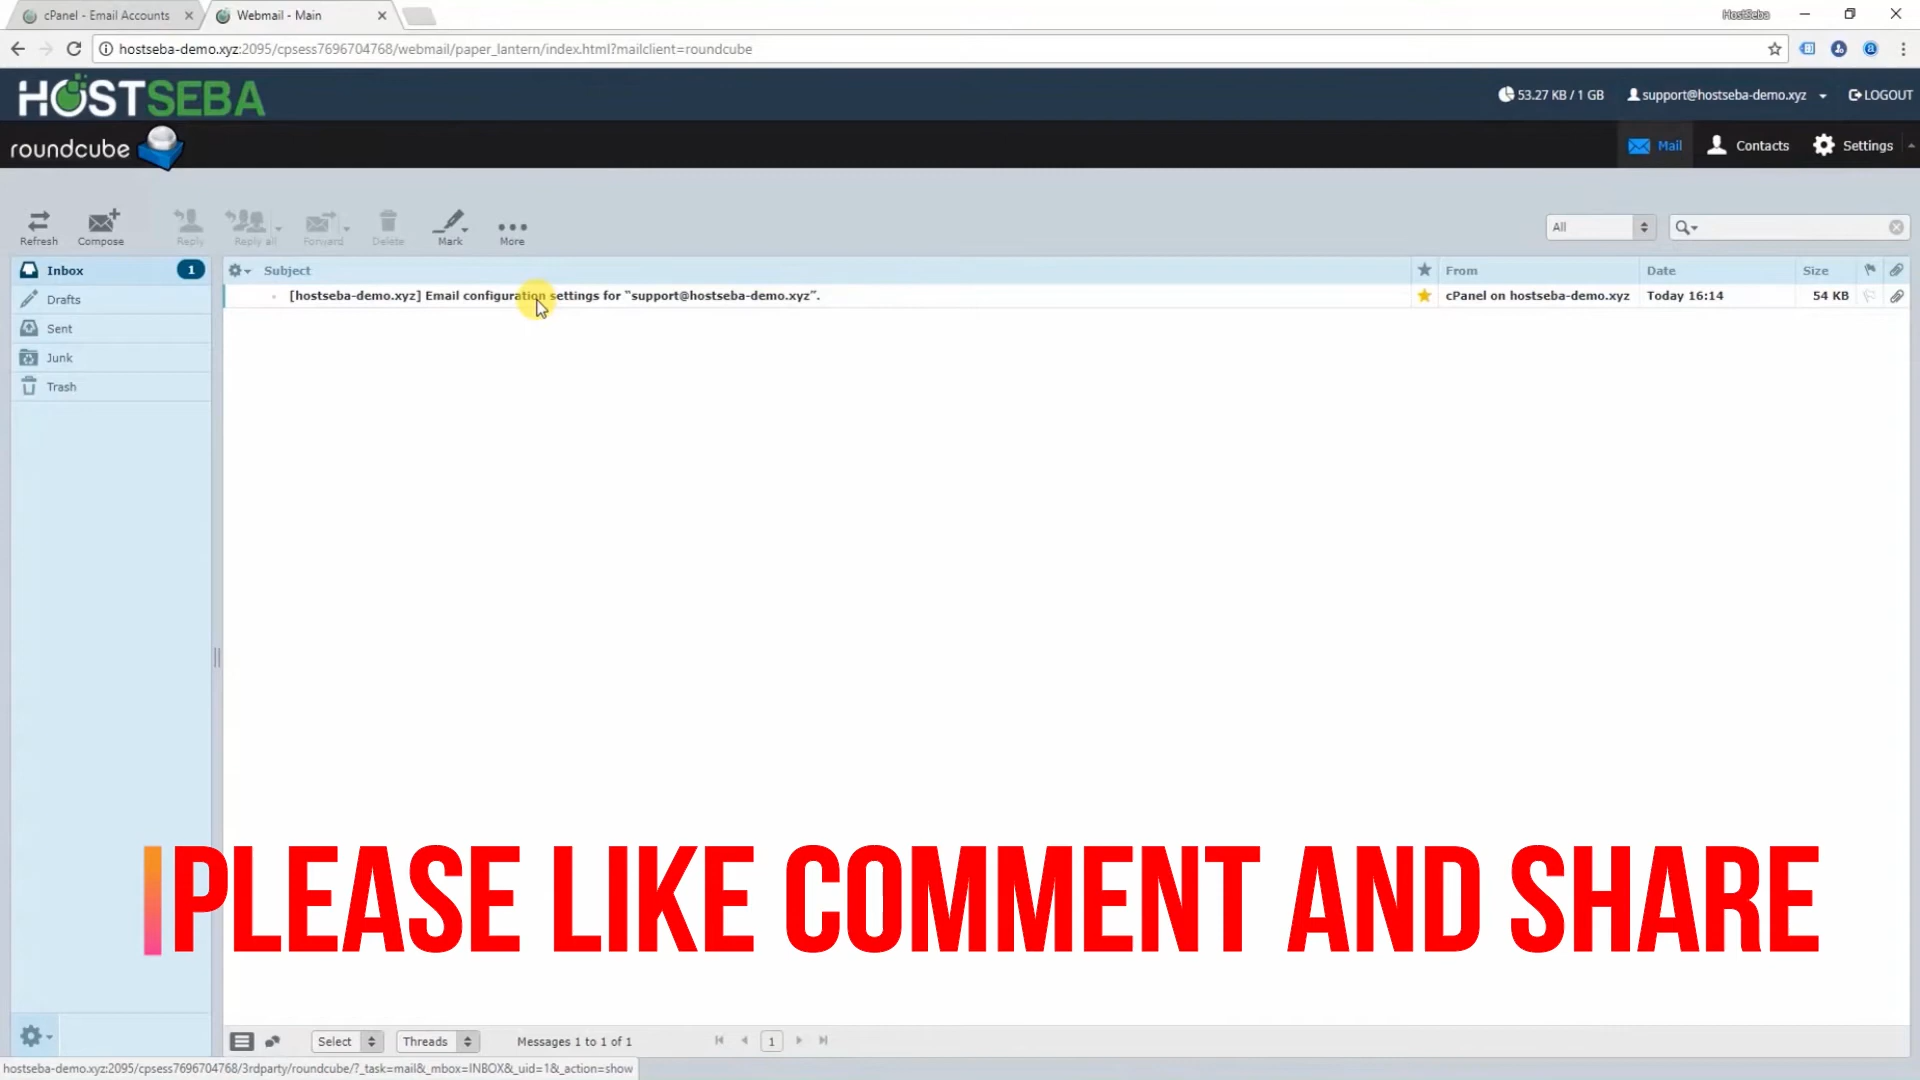 cPanel - Email Accounts
Webmail - Main
HostSeba
hostseba-demo.xyz:2095/cpsess7696704768/webmail/paper_lantern/index.html?mailclient=roundcube
HOSTSEBA
53.27 KB / 1 GB
support@hostseba-demo.xyz
LOGOUT
roundcube
Mail
Contacts
Settings
Refresh
Compose
Reply
Reply all
Forward
Delete
Mark
More
All
Inbox
1
Drafts
Sent
Junk
Trash
Subject
From
Date
Size
[hostseba-demo.xyz] Email configuration settings for “support@hostseba-demo.xyz”.
cPanel on hostseba-demo.xyz
Today 16:14
54 KB
PLEASE LIKE COMMENT AND SHARE
Select
Threads
Messages 1 to 1 of 1
1
hostseba-demo.xyz:2095/cpsess7696704768/3rdparty/roundcube/?_task=mail&_mbox=INBOX&_uid=1&_action=show